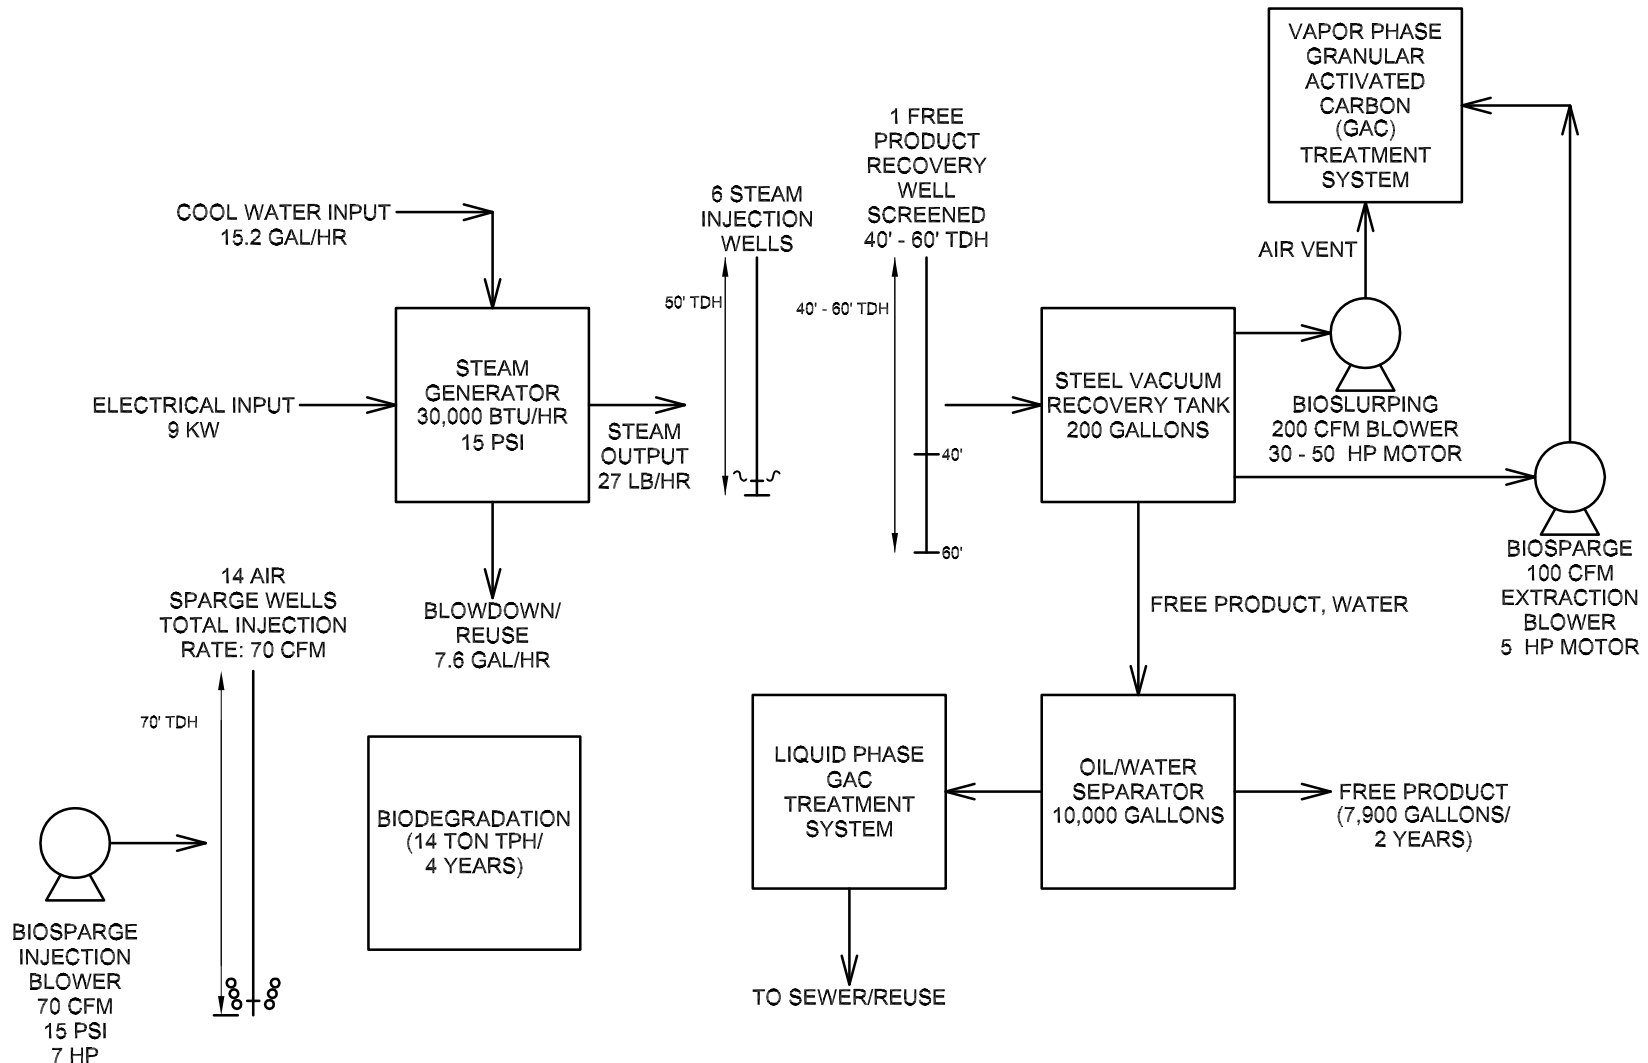 VAPOR PHASE
GRANULAR
ACTIVATED
CARBON
(GAC)
TREATMENT
SYSTEM
1 FREE
PRODUCT
RECOVERY
WELL
SCREENED
40' - 60' TDH
6 STEAM
INJECTION
WELLS
COOL WATER INPUT
15.2 GAL/HR
AIR VENT
50' TDH
40' - 60' TDH
STEAM
GENERATOR
30,000 BTU/HR
15 PSI
ELECTRICAL INPUT
9 KW
STEAM
OUTPUT
27 LB/HR
40'
60'
STEEL VACUUM
RECOVERY TANK
200 GALLONS
BIOSLURPING
200 CFM BLOWER
30 - 50 HP MOTOR
BIOSPARGE
100 CFM
EXTRACTION
BLOWER
5 HP MOTOR
14 AIR
SPARGE WELLS
TOTAL INJECTION
RATE: 70 CFM
BLOWDOWN/
REUSE
7.6 GAL/HR
FREE PRODUCT, WATER
70' TDH
BIODEGRADATION
(14 TON TPH/
4 YEARS)
LIQUID PHASE
GAC
TREATMENT
SYSTEM
OIL/WATER
SEPARATOR
10,000 GALLONS
FREE PRODUCT
(7,900 GALLONS/
2 YEARS)
BIOSPARGE
INJECTION
BLOWER
70 CFM
15 PSI
7 HP
TO SEWER/REUSE